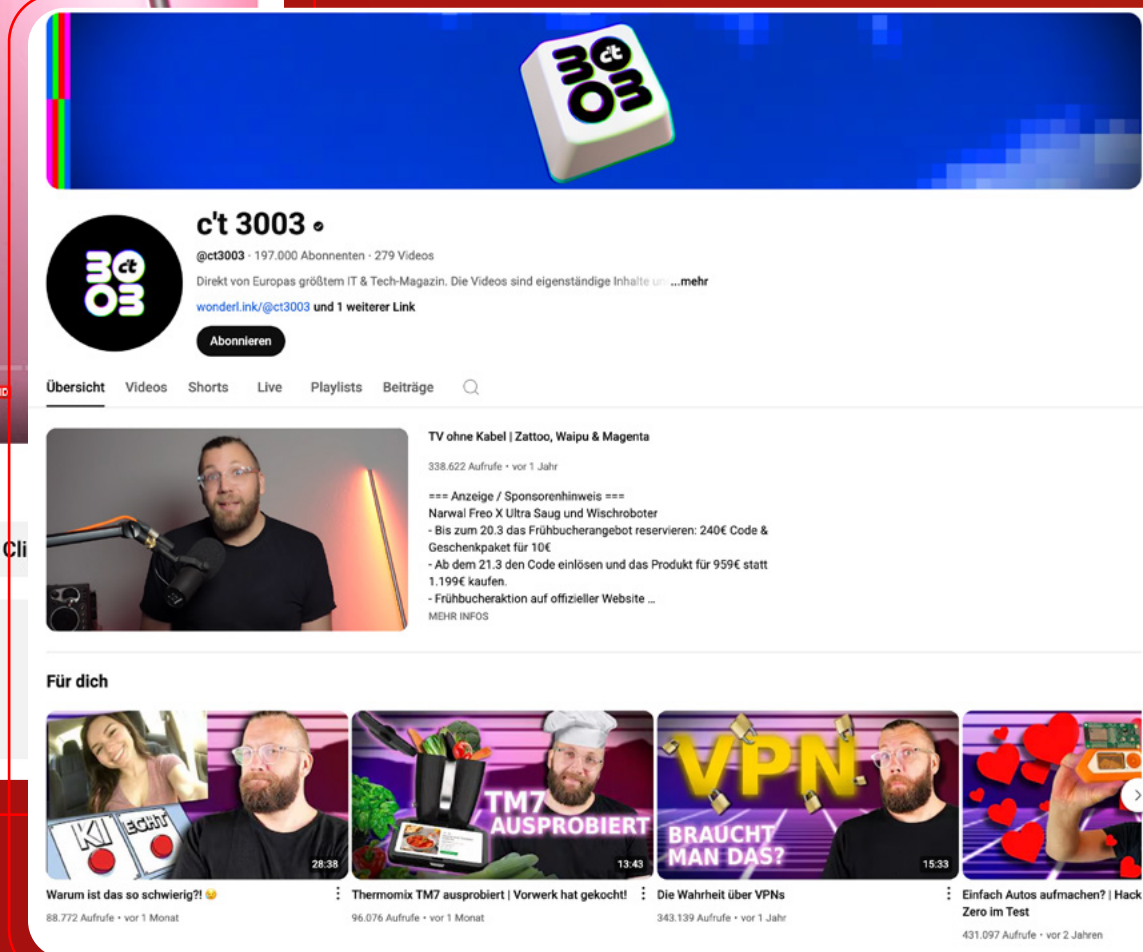 c't
3003
c't 3003
@ct3003 · 197.000 Abonnenten · 279 Videos
Direkt von Europas größtem IT & Tech-Magazin. Die Videos sind eigenständige Inhalte un ...mehr
wonderl.ink/@ct3003 und 1 weiterer Link
Abonnieren
c't
3003
Übersicht Videos Shorts Live Playlists Beiträge
TV ohne Kabel | Zattoo, Waipu & Magenta
338.622 Aufrufe • vor 1 Jahr
=== Anzeige / Sponsorenhinweis ===
Narwal Freo X Ultra Saug und Wischroboter
- Bis zum 20.3 das Frühbucherangebot reservieren: 240€ Code &
Geschenkpaket für 10€
- Ab dem 21.3 den Code einlösen und das Produkt für 959€ statt
1.199€ kaufen.
- Frühbucheraktion auf offizieller Website ...
MEHR INFOS
Cli
Für dich
KI ECHT
28:38
Warum ist das so schwierig?! 😉
88.772 Aufrufe • vor 1 Monat
TM7
AUSPROBIERT
13:43
Thermomix TM7 ausprobiert | Vorwerk hat gekocht!
96.076 Aufrufe • vor 1 Monat
VPN
BRAUCHT
MAN DAS?
15:33
Die Wahrheit über VPNs
343.139 Aufrufe • vor 1 Jahr
Einfach Autos aufmachen? | Hack
Zero im Test
431.097 Aufrufe • vor 2 Jahren